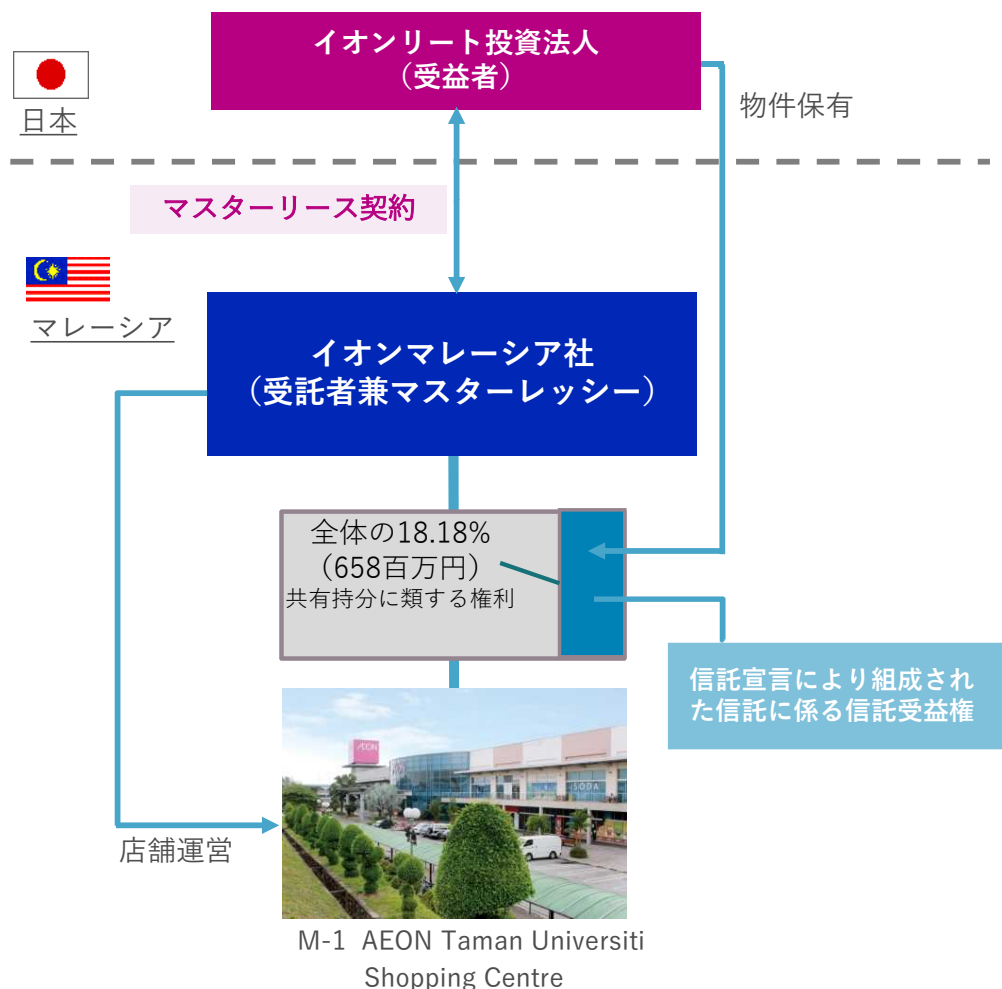 イオンリート投資法人
（受益者）
日本
物件保有
マスターリース契約
マレーシア
イオンマレーシア社
（受託者兼マスターレッシー）
全体の18.18%
（658百万円）
共有持分に類する権利
信託宣言により組成され
た信託に係る信託受益権
AEON
SODA
店舗運営
M-1 AEON Taman Universiti
Shopping Centre